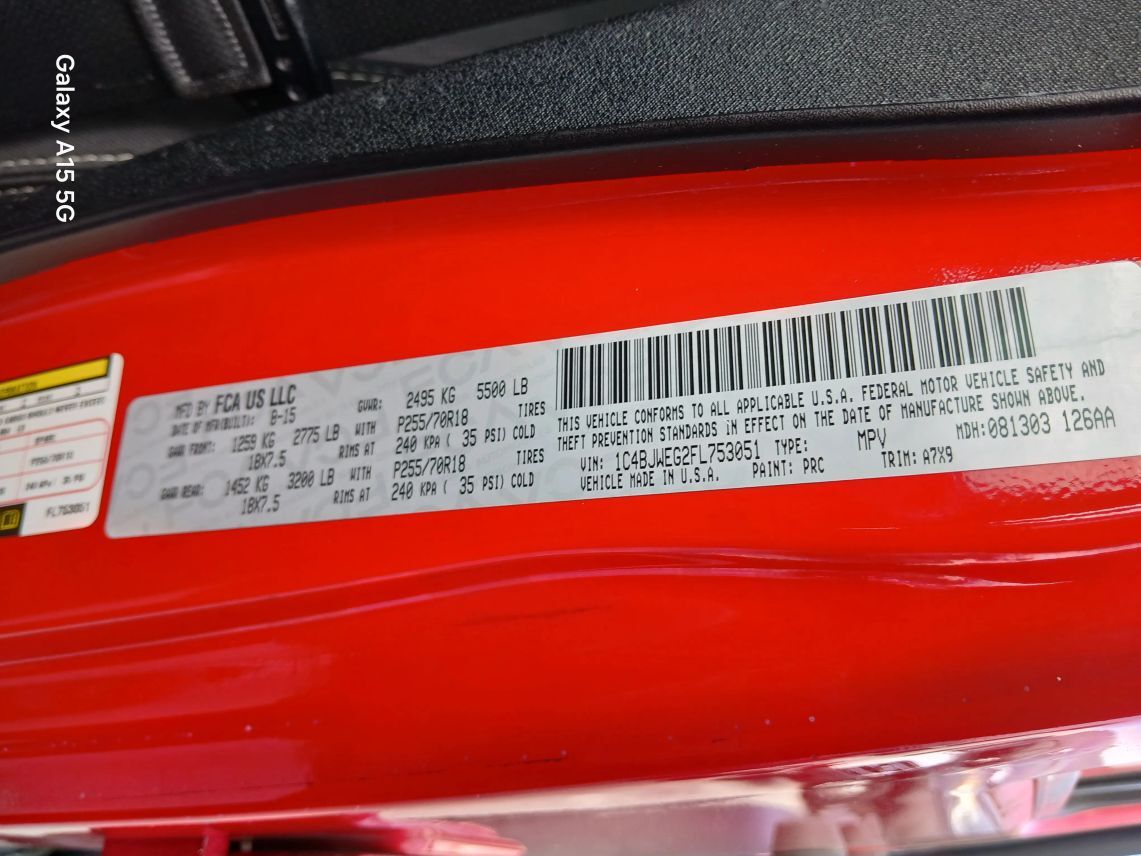 Galaxy A15 5G
MFD BY FCA US LLC
DATE OF MFR(BUILT): 8-15
GVWR: 2495 KG 5500 LB
GAWR FRONT: 1259 KG 2775 LB WITH P255/70R18 TIRES
18X7.5 RIMS AT 240 KPA ( 35 PSI) COLD
GAWR REAR: 1452 KG 3200 LB WITH P255/70R18 TIRES
18X7.5 RIMS AT 240 KPA ( 35 PSI) COLD
THIS VEHICLE CONFORMS TO ALL APPLICABLE U.S.A. FEDERAL MOTOR VEHICLE SAFETY AND
THEFT PREVENTION STANDARDS iN EFFECT ON THE DATE OF MANUFACTURE SHOWN ABOVE.
VIN: 1C4BJWEG2FL753051 TYPE: MPV MDH:081303 126AA
VEHICLE MADE IN U.S.A. PAINT: PRC TRIM: A7X9
P255/70R18
FL753051